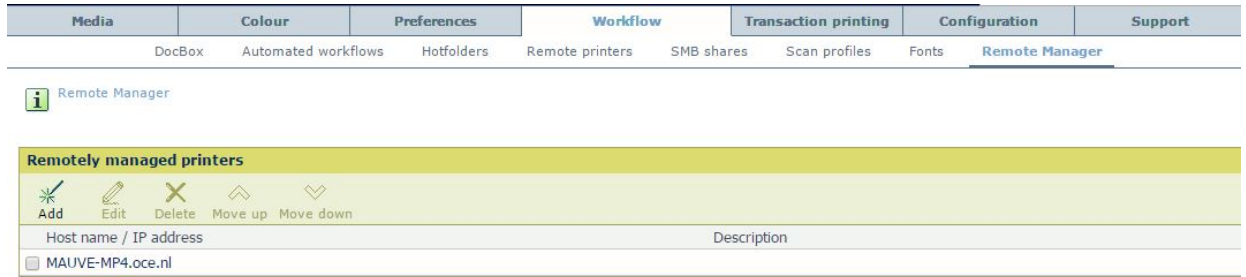 Media Colour Preferences Workflow Transaction printing Configuration Support
DocBox Automated workflows Hotfolders Remote printers SMB shares Scan profiles Fonts Remote Manager
i Remote Manager
Remotely managed printers
Add Edit Delete Move up Move down
Host name / IP address Description
MAUVE-MP4.oce.nl